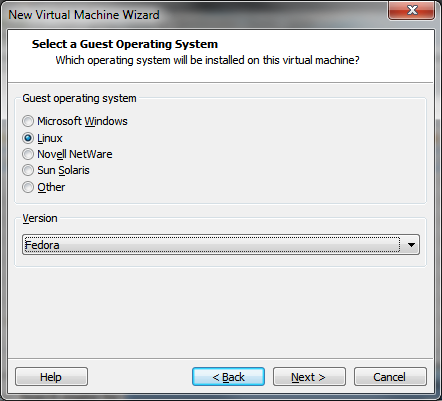 New Virtual Machine Wizard
Select a Guest Operating System
Which operating system will be installed on this virtual machine?
Guest operating system
Microsoft Windows
Linux
Novell NetWare
Sun Solaris
Other
Version
Fedora
Help
< Back
Next >
Cancel